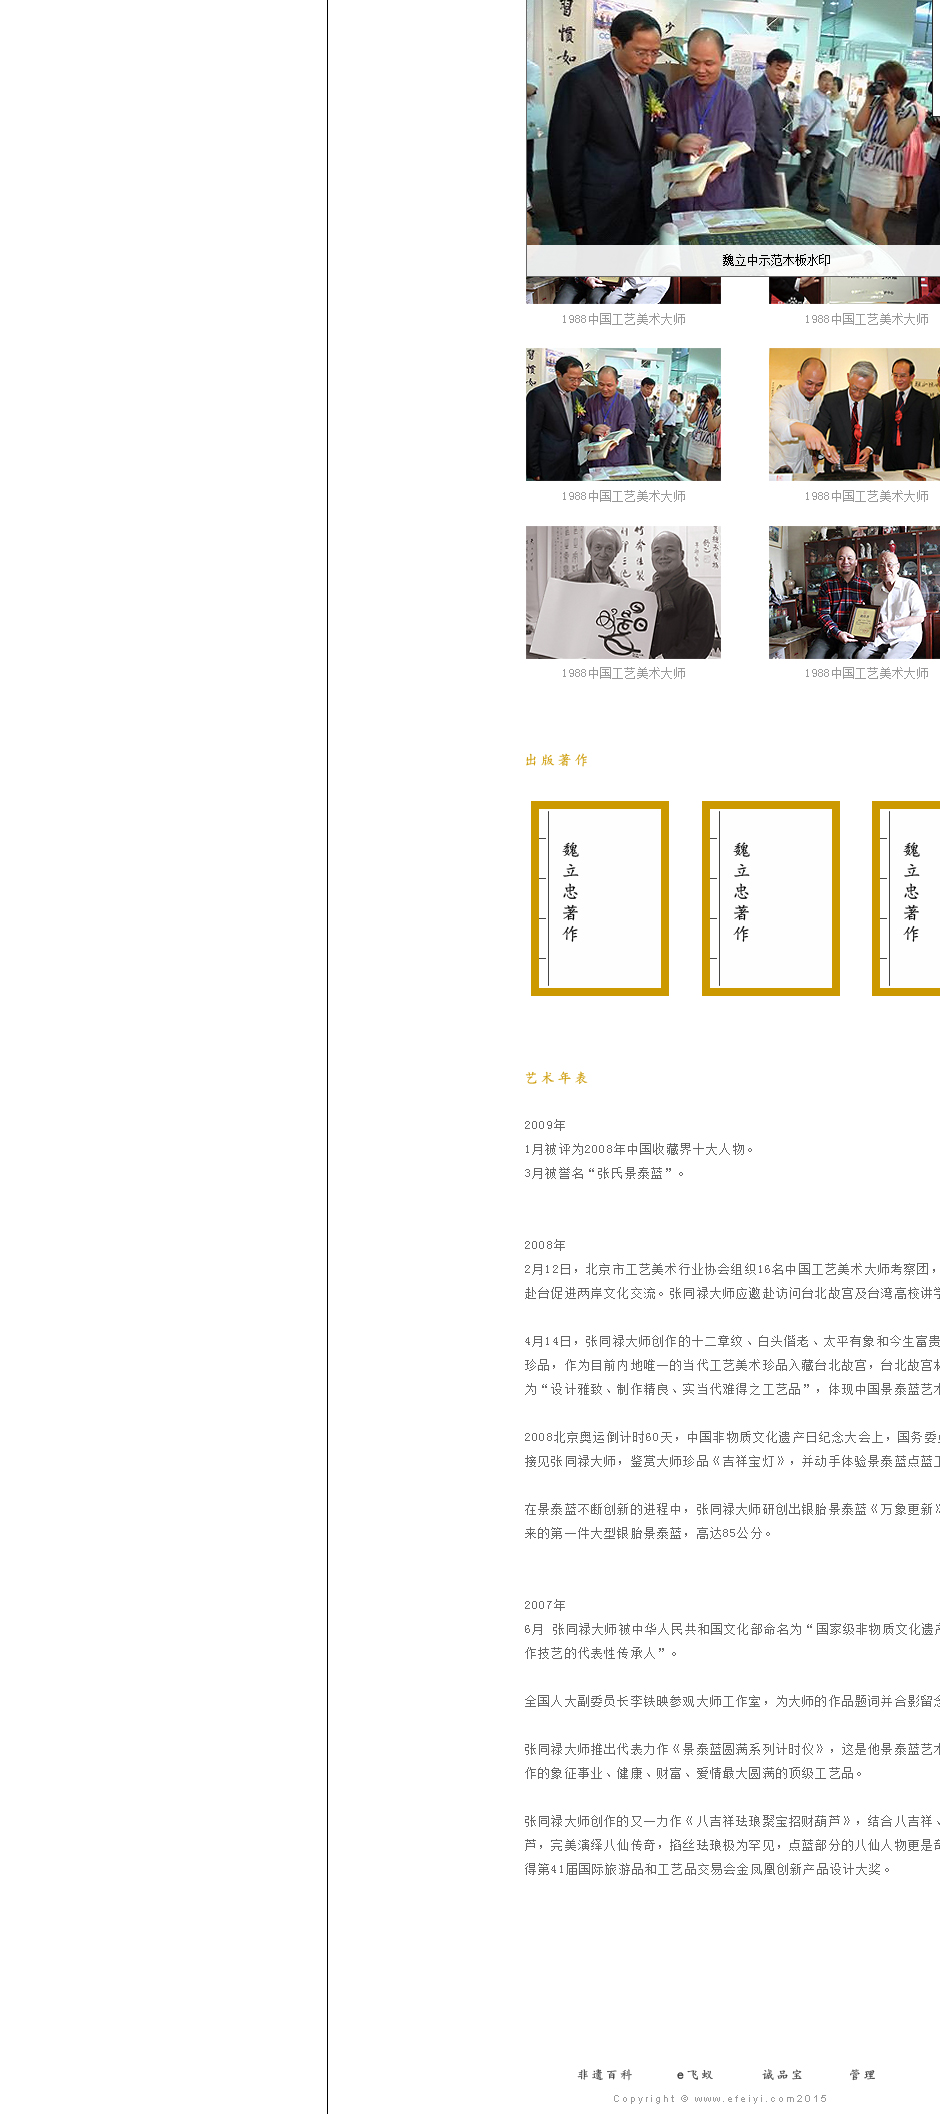 習慣如
魏立中示范木板水印
1988中国工艺美术大师
1988中国工艺美术大师
1988中国工艺美术大师
1988中国工艺美术大师
1988中国工艺美术大师
1988中国工艺美术大师
出版著作
魏立忠著作
魏立忠著作
魏立忠著作
艺术年表
2009年
1月被评为2008年中国收藏界十大人物。
3月被誉名“张氏景泰蓝”。
2008年
2月12日，北京市工艺美术行业协会组织16名中国工艺美术大师考察团，
赴台促进两岸文化交流。张同禄大师应邀赴访问台北故宫及台湾高校讲学
4月14日，张同禄大师创作的十二章纹、白头偕老、太平有象和今生富贵
珍品，作为目前内地唯一的当代工艺美术珍品入藏台北故宫，台北故宫
为“设计雅致、制作精良、实当代难得之工艺品”，体现中国景泰蓝艺术
2008北京奥运倒计时60天，中国非物质文化遗产日纪念大会上，国务委
接见张同禄大师，鉴赏大师珍品《吉祥宝灯》，并动手体验景泰蓝点蓝工
在景泰蓝不断创新的进程中，张同禄大师研创出银胎景泰蓝《万象更新》
来的第一件大型银胎景泰蓝，高达85公分。
2007年
6月 张同禄大师被中华人民共和国文化部命名为“国家级非物质文化遗产
作技艺的代表性传承人”。
全国人大副委员长李铁映参观大师工作室，为大师的作品题词并合影留念
张同禄大师推出代表力作《景泰蓝圆满系列计时仪》，这是他景泰蓝艺术
作的象征事业、健康、财富、爱情最大圆满的顶级工艺品。
张同禄大师创作的又一力作《八吉祥珐琅聚宝招财葫芦》，结合八吉祥、
芦，完美演绎八仙传奇，掐丝珐琅极为罕见，点蓝部分的八仙人物更是
得第41届国际旅游品和工艺品交易会金凤凰创新产品设计大奖。
非遗百科 e飞蚁 诚品宝 管理
Copyright © www.efeiyi.com2015